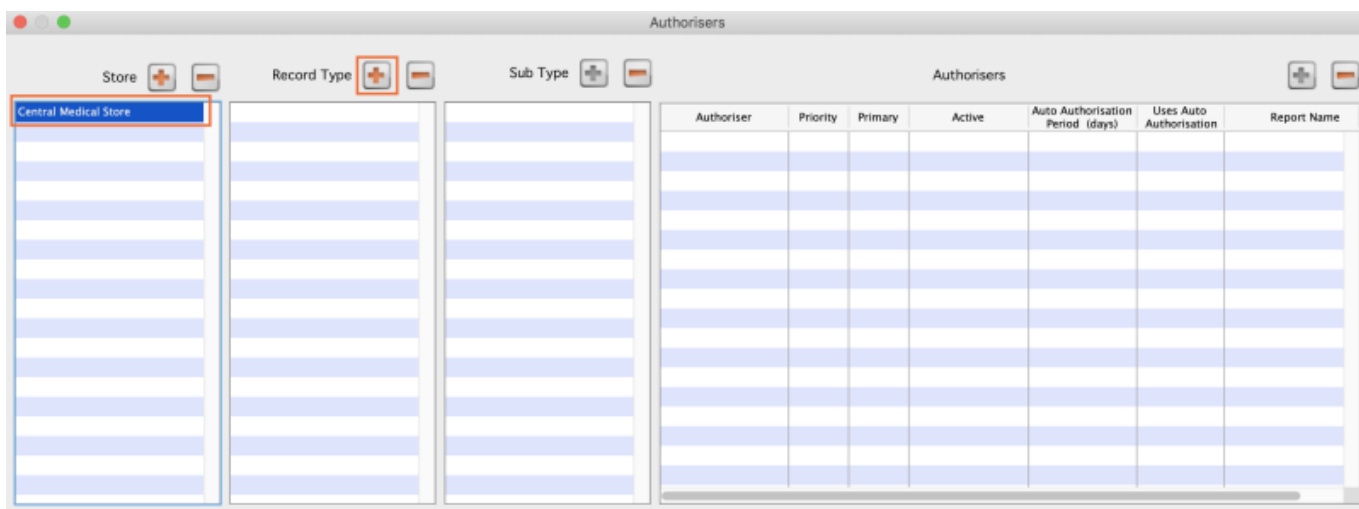 Authorisers
Store Record Type Sub Type Authorisers
Central Medical Store
Authoriser Priority Primary Active Auto Authorisation Period (days) Uses Auto Authorisation Report Name